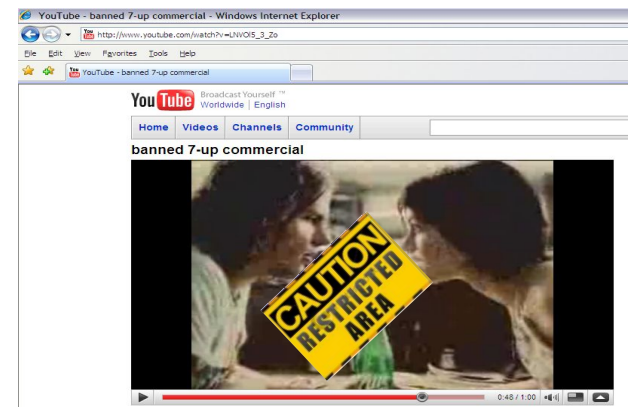 YouTube - banned 7-up commercial - Windows Internet Explorer
http://www.youtube.com/watch?v=LNVOl5_3_Zo
File Edit View Favorites Tools Help
YouTube - banned 7-up commercial
YouTube Broadcast Yourself ™
Worldwide | English
Home Videos Channels Community
banned 7-up commercial
CAUTION
RESTRICTED
AREA
0:48 / 1:00